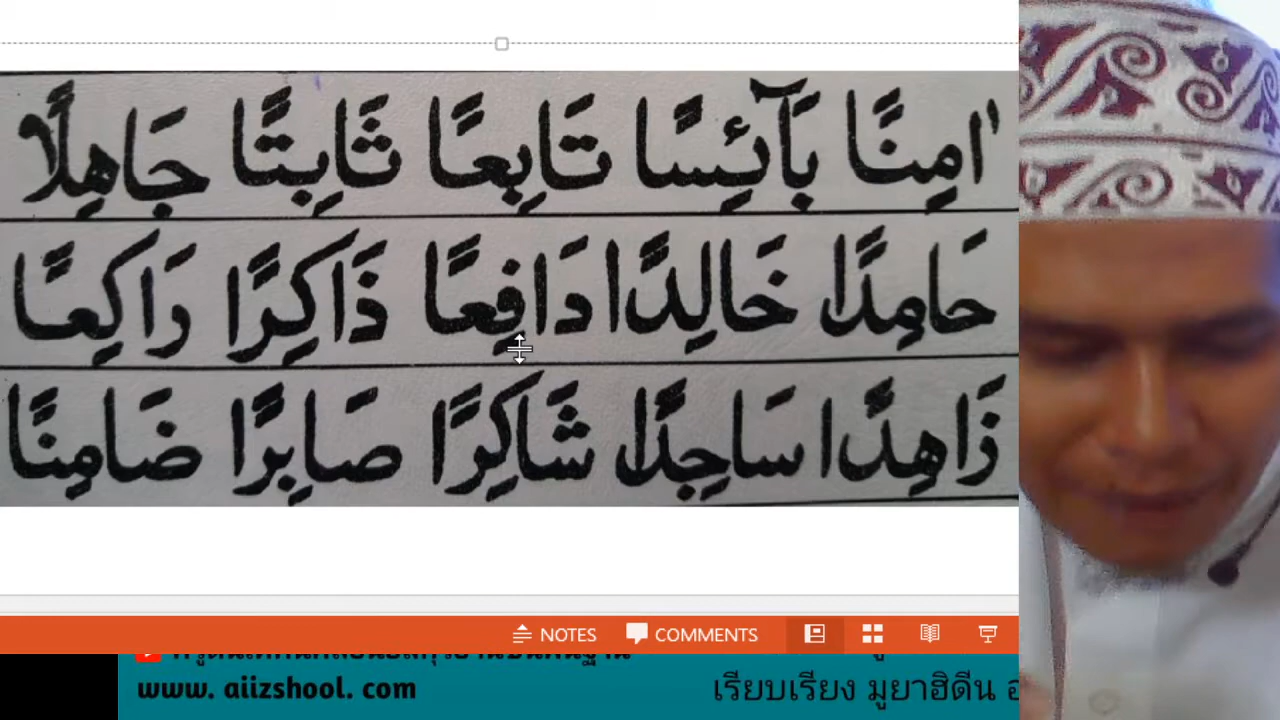 اٰمِنًا بَآئِسًا تَابِعًا ثَابِتًا جَاهِلًا
حَامِدًا خَالِدًا دَافِعًا ذَاكِرًا رَاكِعًا
زَاهِدًا سَاجِدًا شَاكِرًا صَابِرًا ضَامِنًا
NOTES COMMENTS
www. aiizshool. com เรียบเรียง มูยาฮิดีน